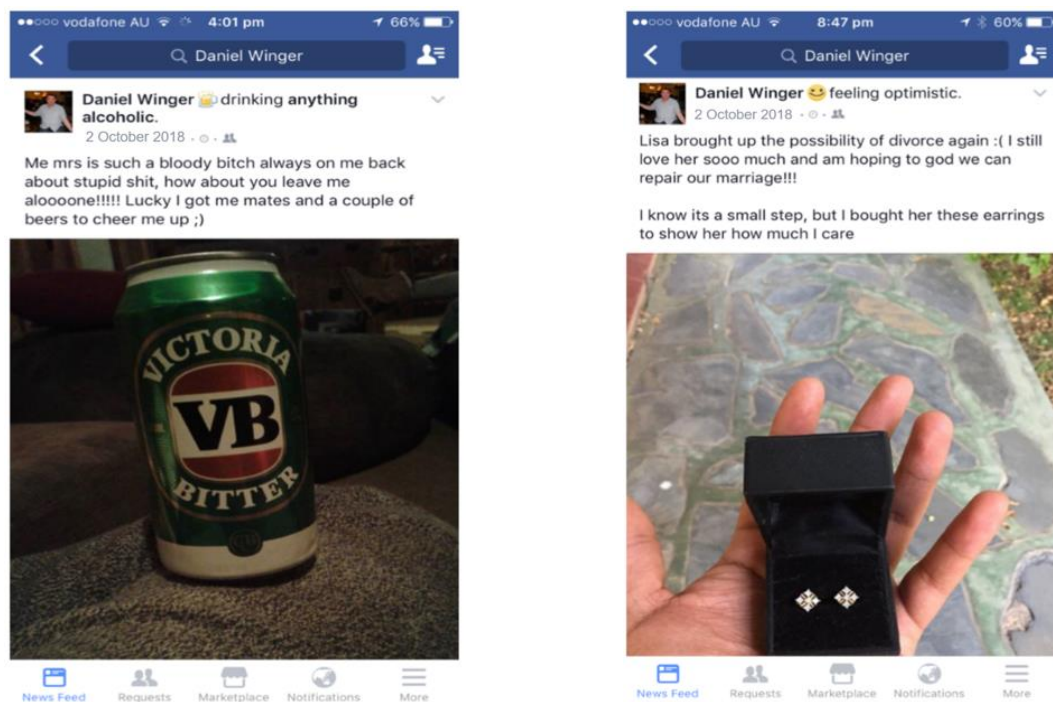 vodafone AU 4:01 pm 66%
Daniel Winger
Daniel Winger drinking anything
alcoholic.
2 October 2018
Me mrs is such a bloody bitch always on me back
about stupid shit, how about you leave me
aloooone!!!!! Lucky I got me mates and a couple of
beers to cheer me up ;)
VICTORIA
VB
BITTER
News Feed Requests Marketplace Notifications More
vodafone AU 8:47 pm 60%
Daniel Winger
Daniel Winger feeling optimistic.
2 October 2018
Lisa brought up the possibility of divorce again :( I still
love her sooo much and am hoping to god we can
repair our marriage!!!
I know its a small step, but I bought her these earrings
to show her how much I care
News Feed Requests Marketplace Notifications More